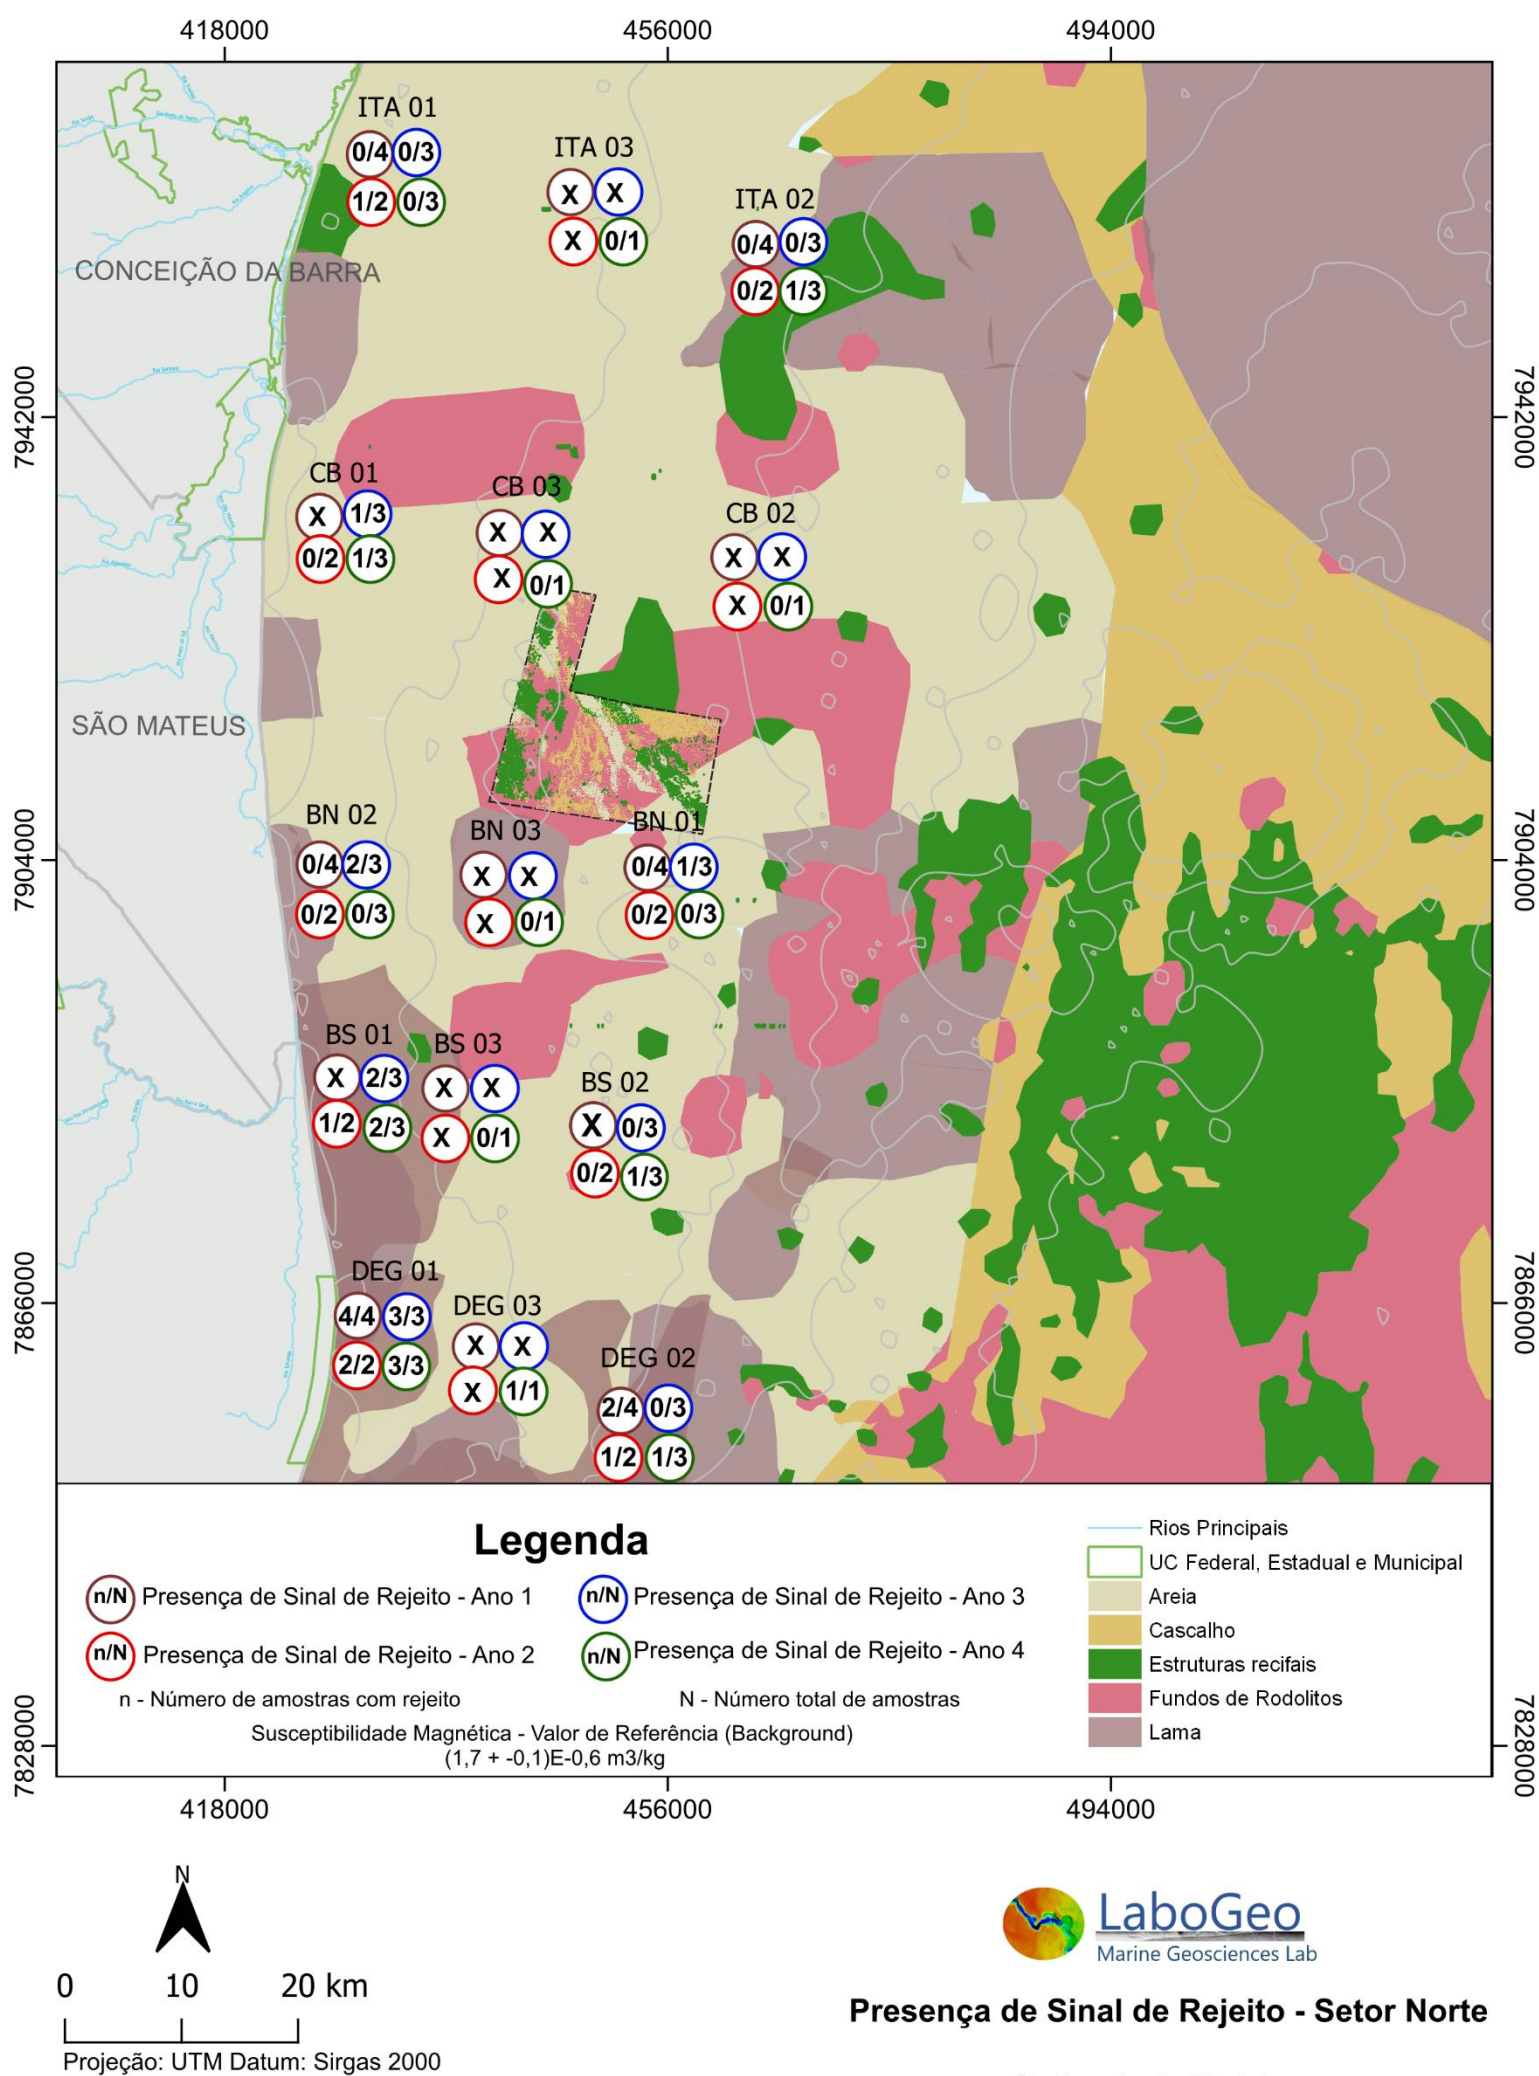 418000 456000 494000
ITA 01
0/4 0/3
1/2 0/3
ITA 03
X X
X 0/1
ITA 02
0/4 0/3
0/2 1/3
CONCEIÇÃO DA BARRA
7942000 7942000
CB 01
X 1/3
0/2 1/3
CB 03
X X
X 0/1
CB 02
X X
X 0/1
SÃO MATEUS
BN 02
0/4 2/3
0/2 0/3
BN 03
X X
X 0/1
BN 01
0/4 1/3
0/2 0/3
7904000 7904000
BS 01
X 2/3
1/2 2/3
BS 03
X X
X 0/1
BS 02
X 0/3
0/2 1/3
DEG 01
4/4 3/3
2/2 3/3
DEG 03
X X
X 1/1
DEG 02
2/4 0/3
1/2 1/3
7866000 7866000
Legenda
n/N Presença de Sinal de Rejeito - Ano 1
n/N Presença de Sinal de Rejeito - Ano 3
n/N Presença de Sinal de Rejeito - Ano 2
n/N Presença de Sinal de Rejeito - Ano 4
n - Número de amostras com rejeito
N - Número total de amostras
Susceptibilidade Magnética - Valor de Referência (Background)
(1,7 + -0,1)E-0,6 m3/kg
Rios Principais
UC Federal, Estadual e Municipal
Areia
Cascalho
Estruturas recifais
Fundos de Rodolitos
Lama
7828000 7828000
418000 456000 494000
N
0 10 20 km
Projeção: UTM Datum: Sirgas 2000
LaboGeo
Marine Geosciences Lab
Presença de Sinal de Rejeito - Setor Norte